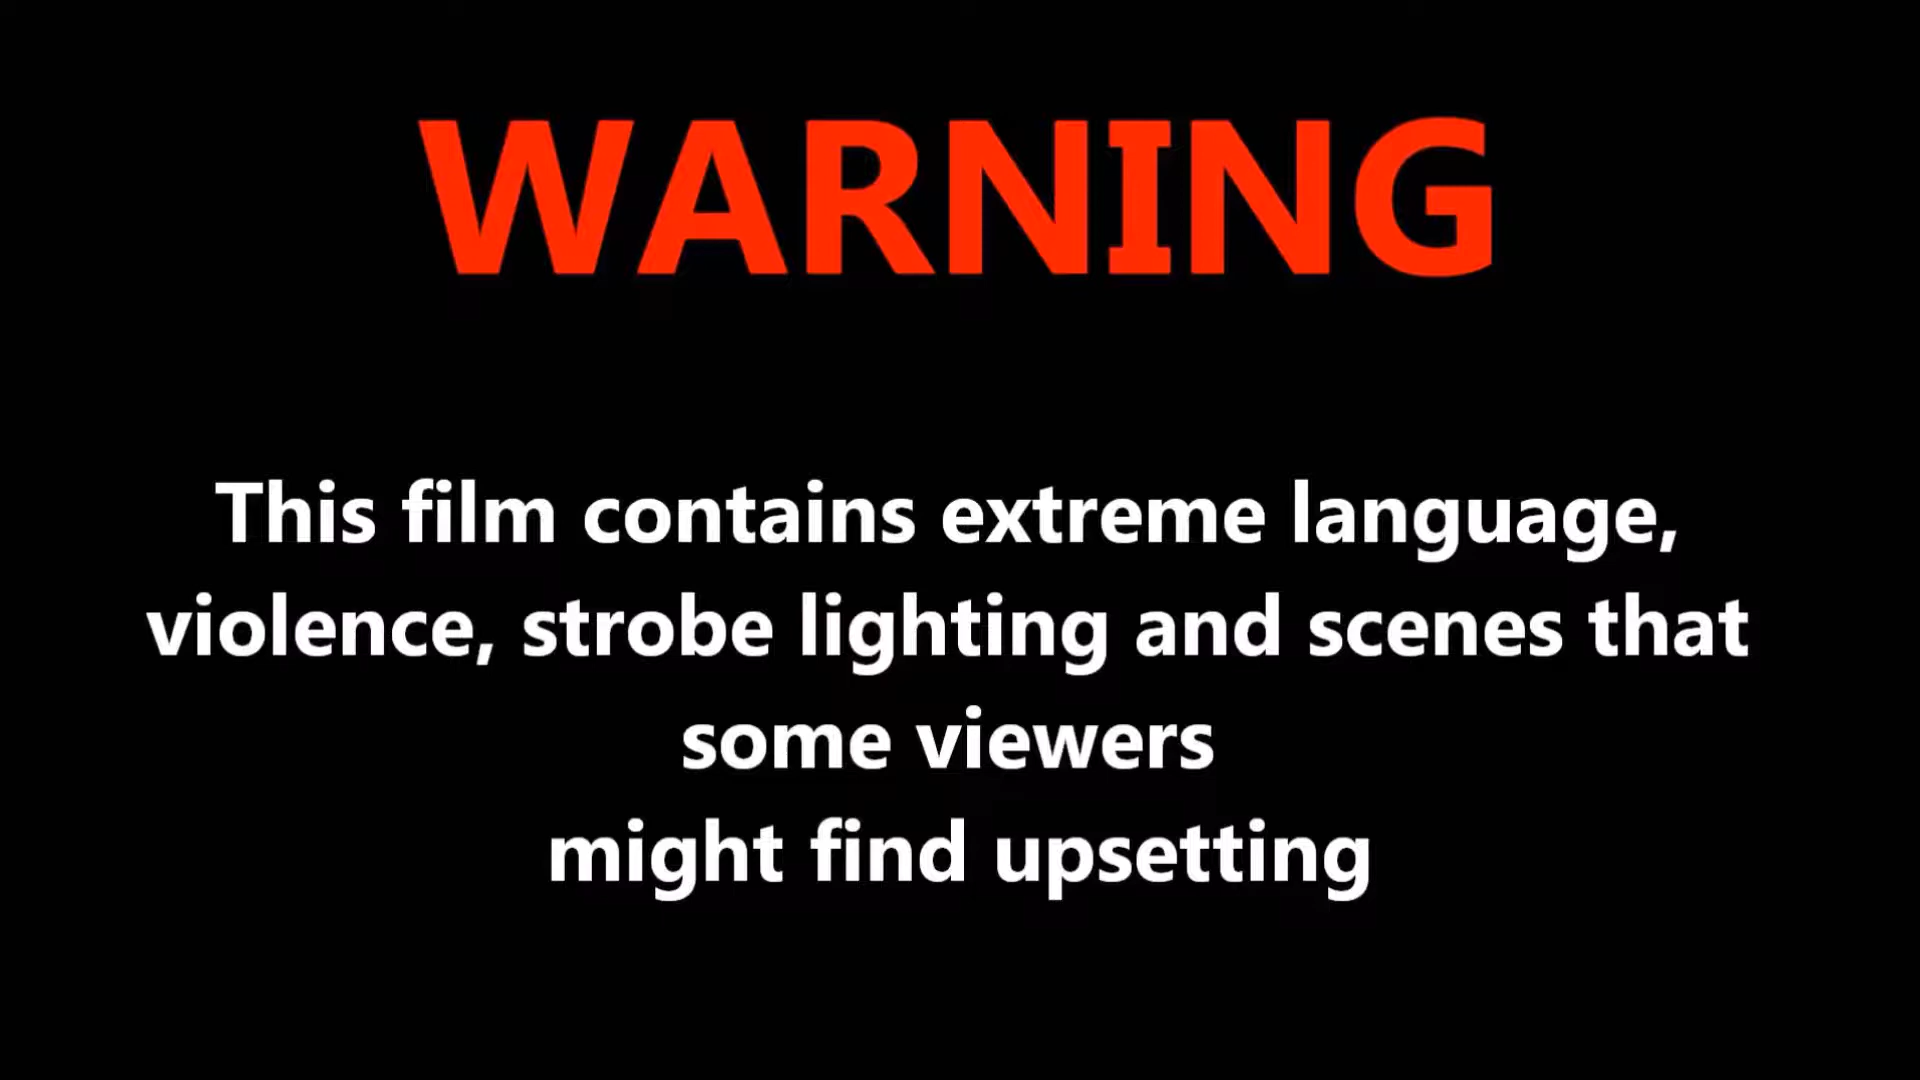 WARNING
This film contains extreme language,
violence, strobe lighting and scenes that
some viewers
might find upsetting